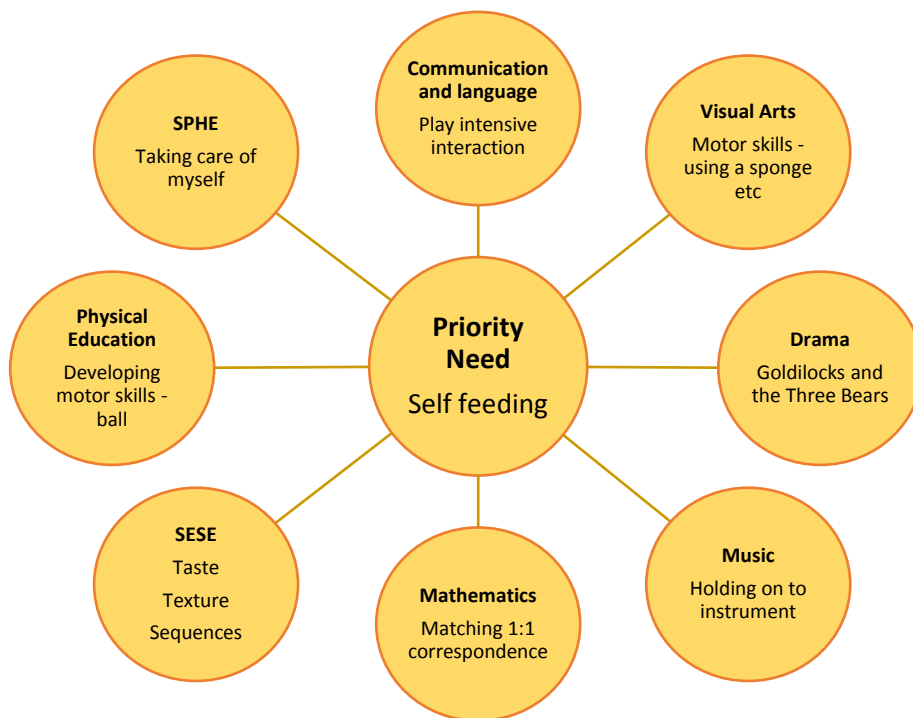 Communication
and language
Play intensive
interaction
Visual Arts
Motor skills -
using a sponge
etc
Drama
Goldilocks and
the Three Bears
Music
Holding on to
instrument
Mathematics
Matching 1:1
correspondence
SESE
Taste
Texture
Sequences
Physical
Education
Developing
motor skills -
ball
SPHE
Taking care of
myself
Priority
Need
Self feeding